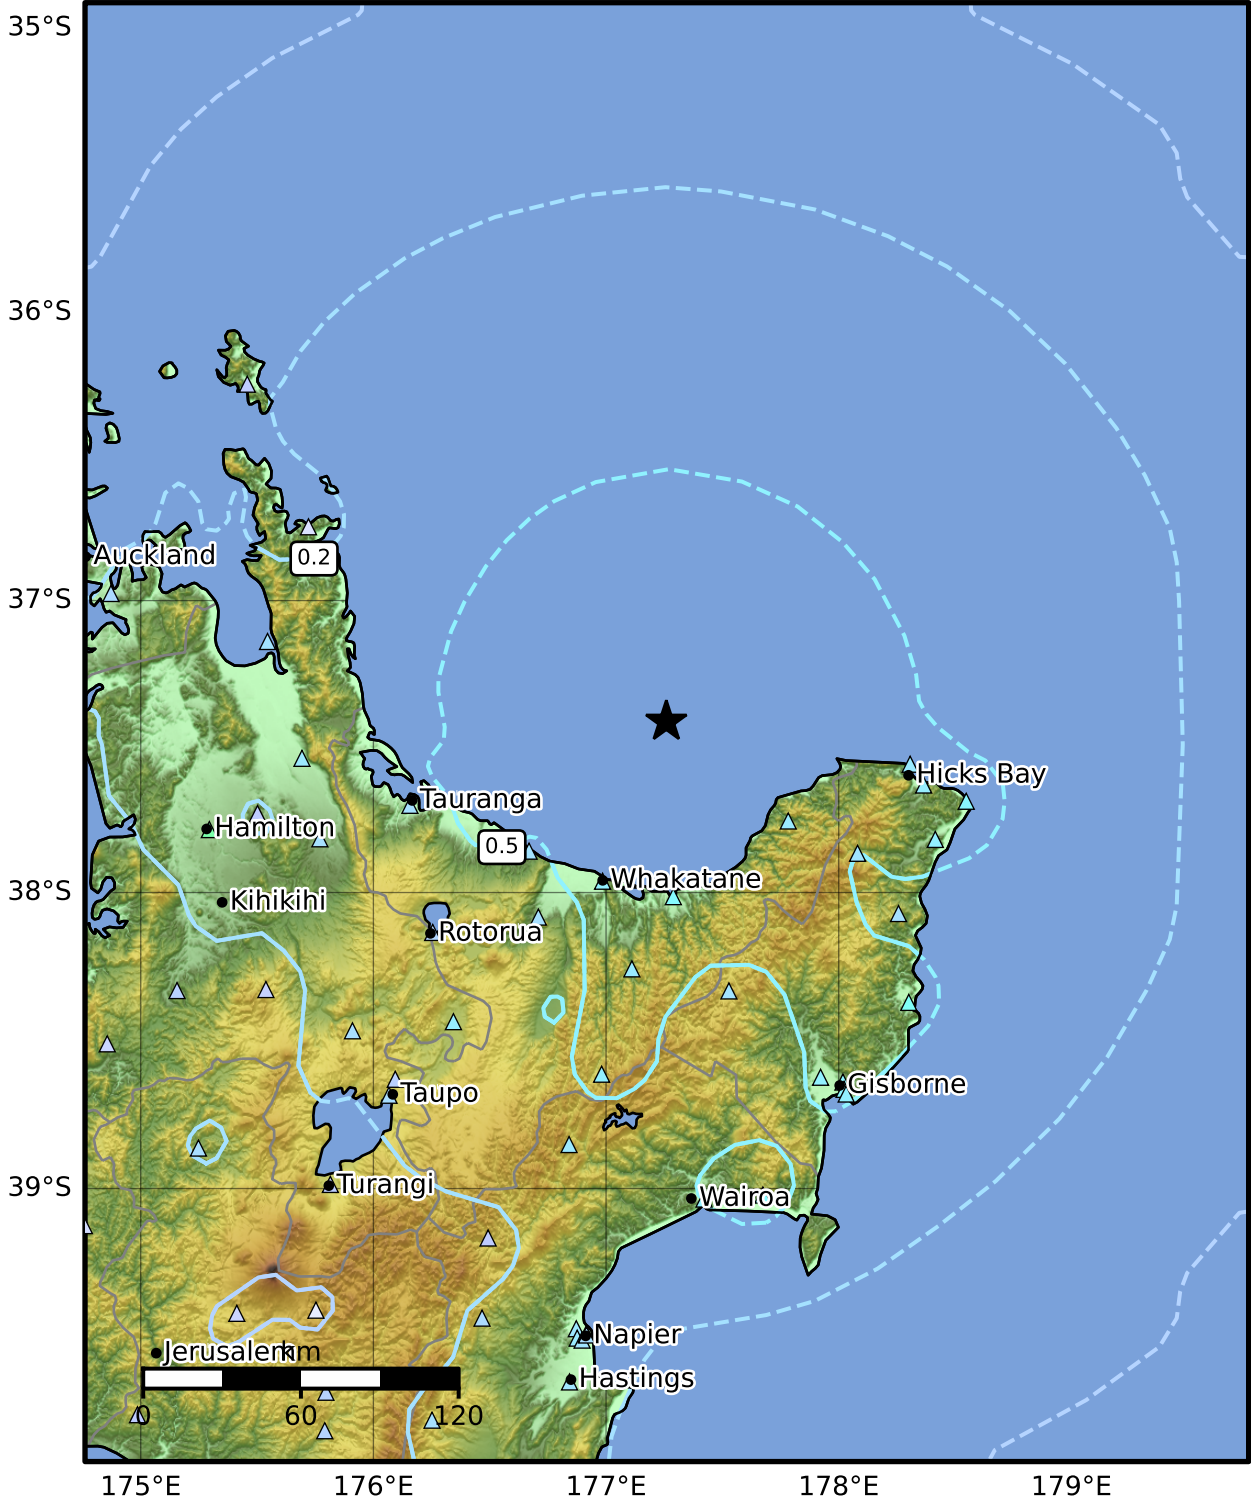 35°S
36°S
Auckland
0.2
37°S
Hicks Bay
Tauranga
Hamilton
0.5
Whakatane
38°S
Kihikihi
Rotorua
Gisborne
Taupo
39°S
Turangi
Wairoa
Napier
Jerusalem
km
Hastings
0
60
120
175°E
176°E
177°E
178°E
179°E